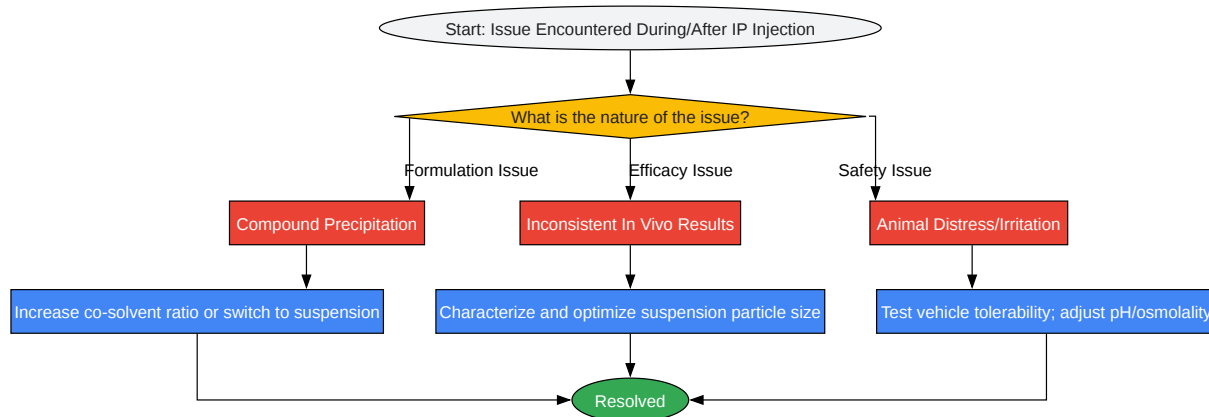 Start: Issue Encountered During/After IP Injection
What is the nature of the issue?
Formulation Issue
Efficacy Issue
Safety Issue
Compound Precipitation
Inconsistent In Vivo Results
Animal Distress/Irritation
Increase co-solvent ratio or switch to suspension
Characterize and optimize suspension particle size
Test vehicle tolerability; adjust pH/osmolality
Resolved